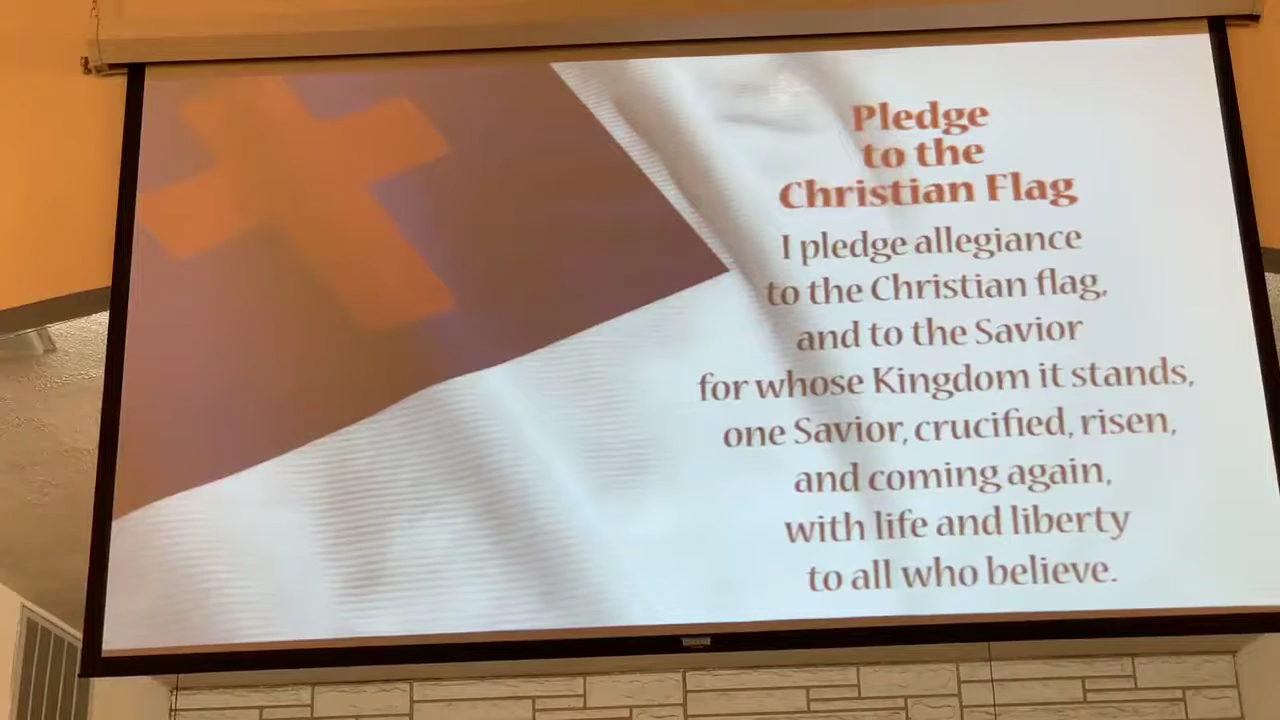 Pledge
to the
Christian Flag
I pledge allegiance
to the Christian flag,
and to the Savior
for whose Kingdom it stands,
one Savior, crucified, risen,
and coming again,
with life and liberty
to all who believe.